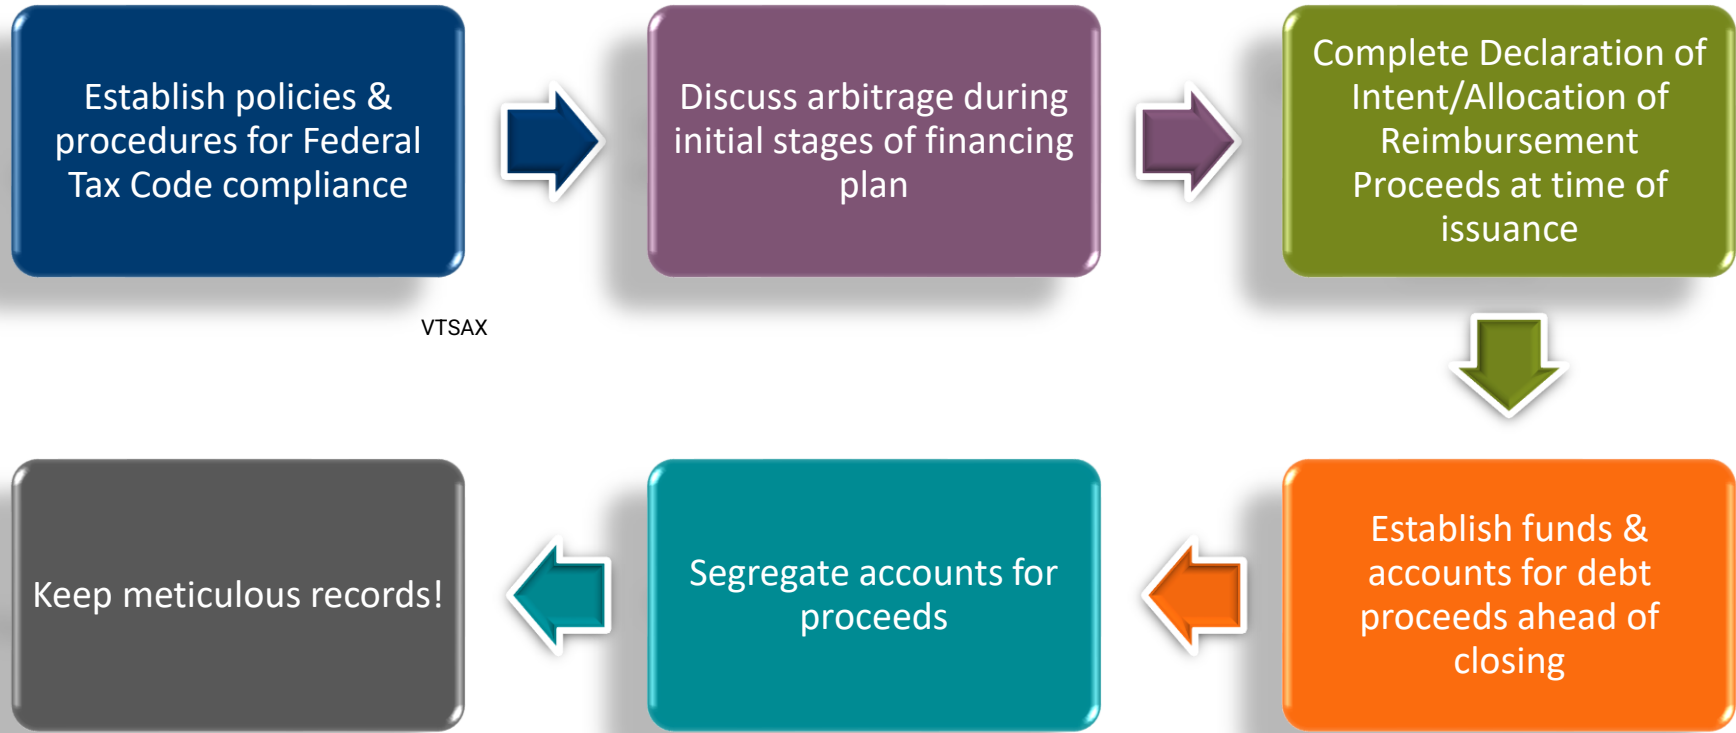 Establish policies &
procedures for Federal
Tax Code compliance
Discuss arbitrage during
initial stages of financing
plan
Complete Declaration of
Intent/Allocation of
Reimbursement
Proceeds at time of
issuance
VTSAX
Establish funds &
accounts for debt
proceeds ahead of
closing
Segregate accounts for
proceeds
Keep meticulous records!